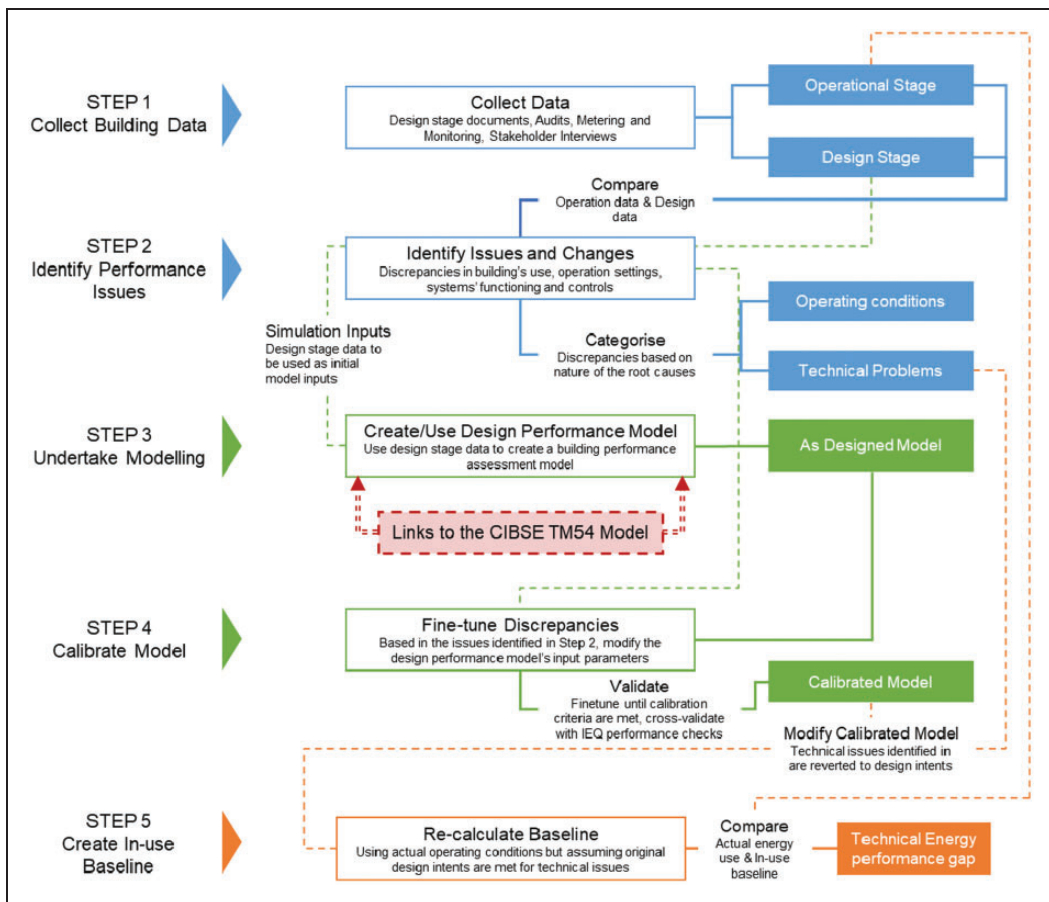 STEP 1
Collect Building Data
Collect Data
Design stage documents, Audits, Metering and
Monitoring, Stakeholder Interviews
Operational Stage
Design Stage
Compare
Operation data & Design
data
STEP 2
Identify Performance
Issues
Identify Issues and Changes
Discrepancies in building's use, operation settings,
systems' functioning and controls
Operating conditions
Simulation Inputs
Design stage data to
be used as initial
model inputs
Categorise
Discrepancies based on
nature of the root causes
Technical Problems
STEP 3
Undertake Modelling
Create/Use Design Performance Model
Use design stage data to create a building performance
assessment model
As Designed Model
Links to the CIBSE TM54 Model
STEP 4
Calibrate Model
Fine-tune Discrepancies
Based in the issues identified in Step 2, modify the
design performance model's input parameters
Validate
Finetune until calibration
criteria are met, cross-validate
with IEQ performance checks
Calibrated Model
Modify Calibrated Model
Technical issues identified in
are reverted to design intents
STEP 5
Create In-use
Baseline
Re-calculate Baseline
Using actual operating conditions but assuming original
design intents are met for technical issues
Compare
Actual energy
use & In-use
baseline
Technical Energy
performance gap